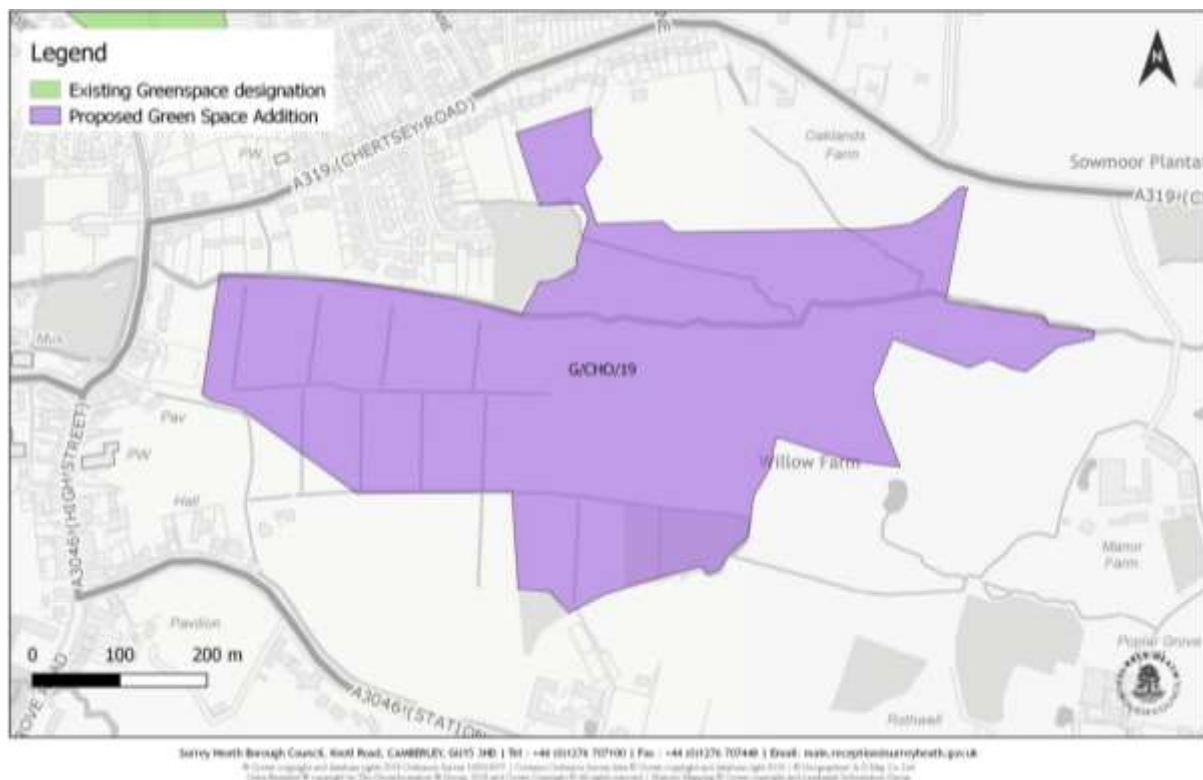 Legend
Existing Greenspace designation
Proposed Green Space Addition
N
Oaklands
Farm
PW
A319 (CHERTSEY ROAD)
Sowmoor Plantat
A319 (C
G/CHO/19
Mus
Pav
PW
Willow Farm
Hall
A3046 (HIGH STREET)
Manor
Farm
Pavilion
Poplar Grove
0 100 200 m
OVE ROAD
A3046 (STATION
Rothwell
Surrey Heath Borough Council, Knoll Road, CAMBERLEY, GU15 3HD | Tel : +44 (0)1276 707100 | Fax : +44 (0)1276 707448 | Email: main.reception@surreyheath.gov.uk